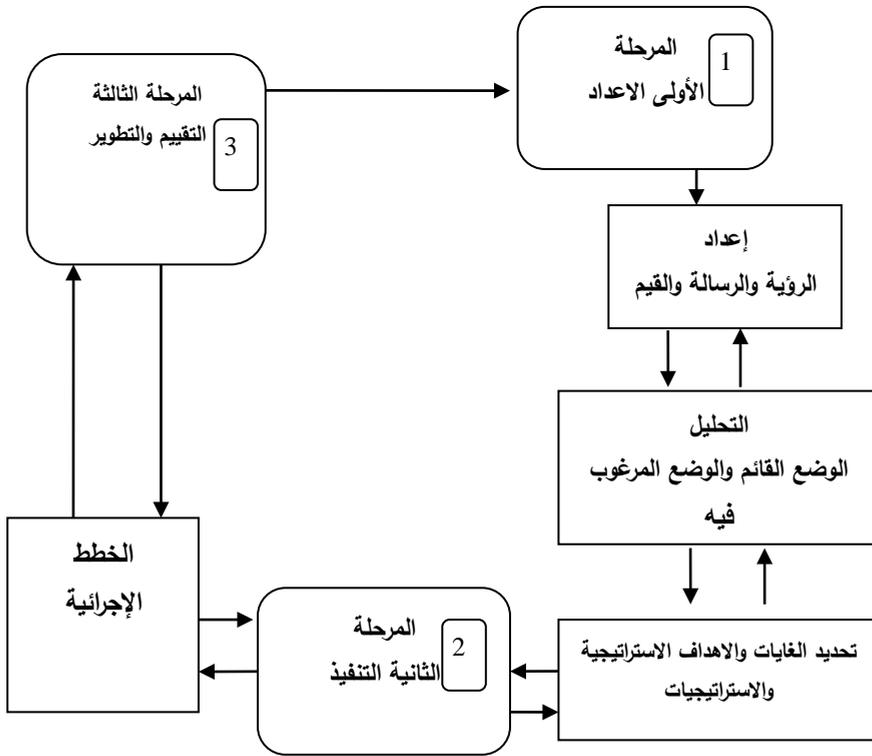 1
المرحلة
الأولى الاعداد
إعداد
الرؤية والرسالة والقيم
التحليل
الوضع القائم والوضع المرغوب
فيه
تحديد الغايات والاهداف الاستراتيجية
والاستراتيجيات
2
المرحلة
الثانية التنفيذ
الخطط
الإجرائية
المرحلة الثالثة
التقييم والتطوير
3